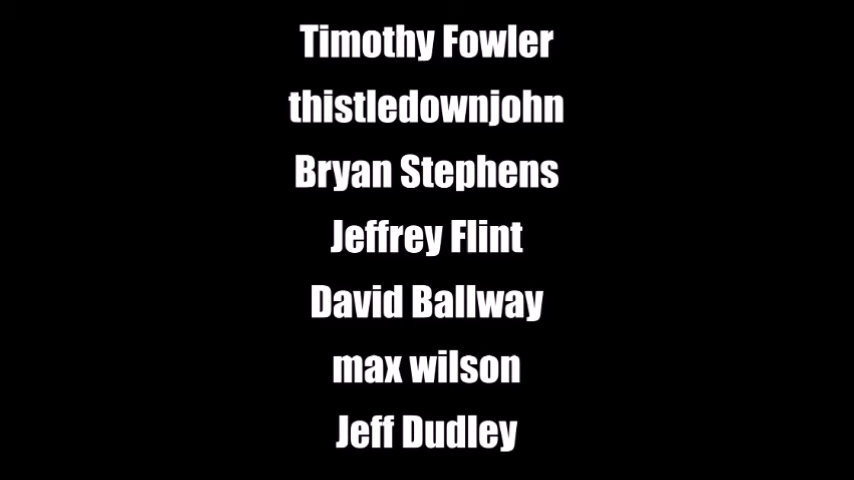 Timothy Fowler
thistledownjohn
Bryan Stephens
Jeffrey Flint
David Ballway
max wilson
Jeff Dudley